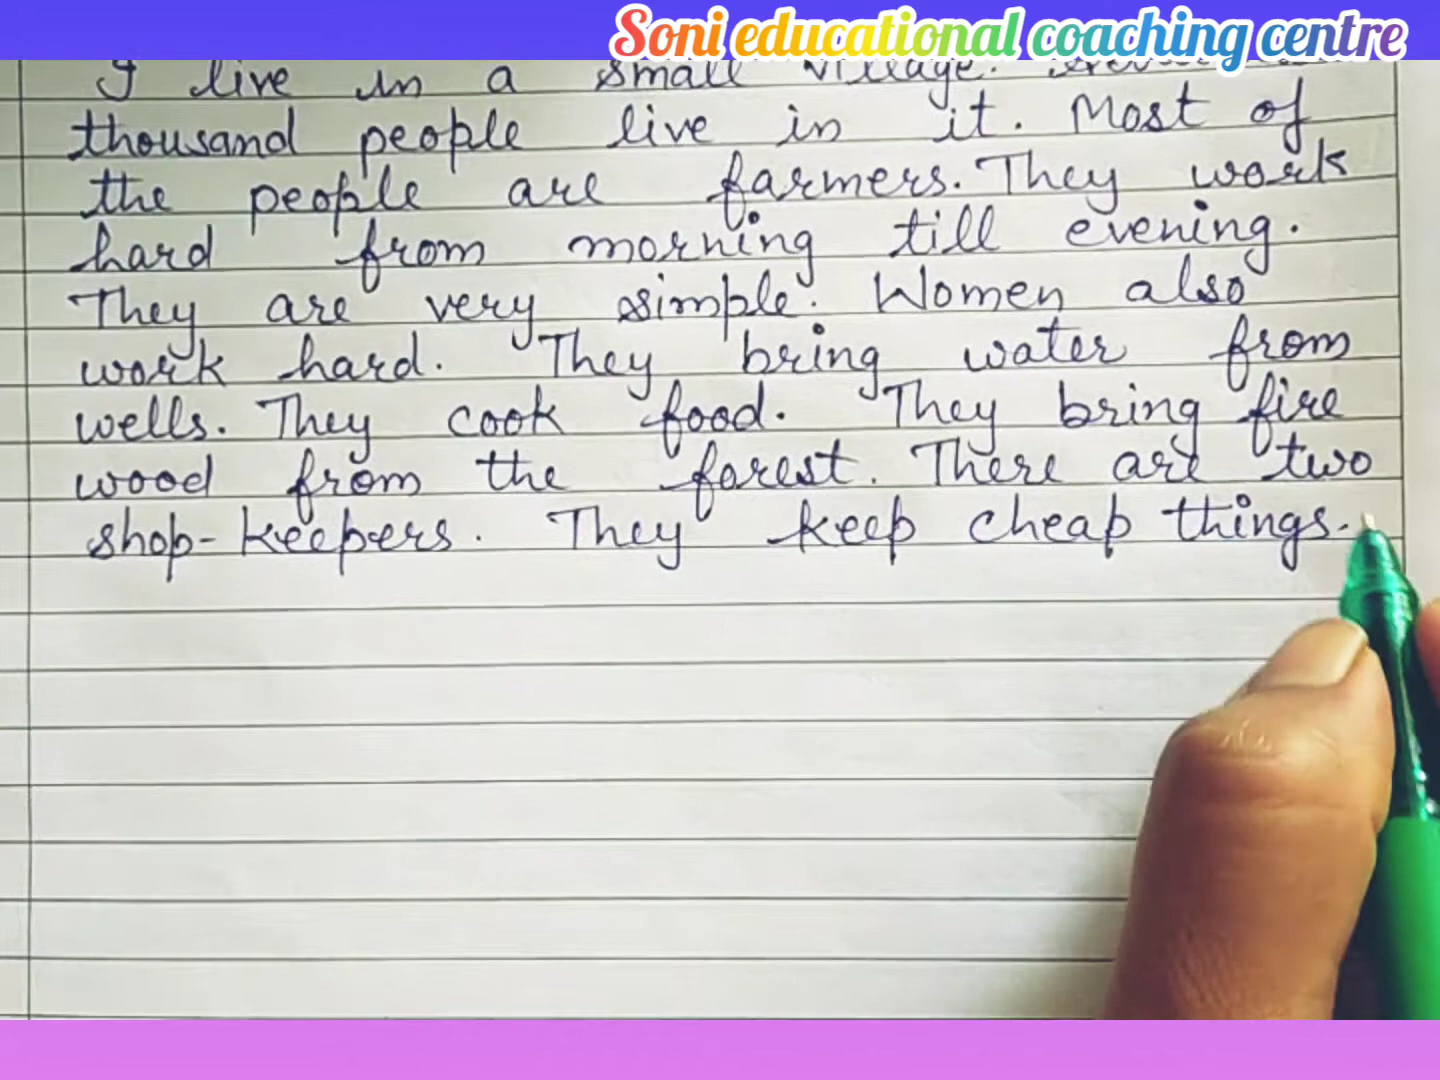 Soni educational coaching centre
I live in a small village.
thousand people live in it. Most of
the people are farmers. They work
hard from morning till evening.
They are very simple. Women also
work hard. They bring water from
wells. They cook food. They bring fire
wood from the forest. There are two
shop-keepers. They keep cheap things.